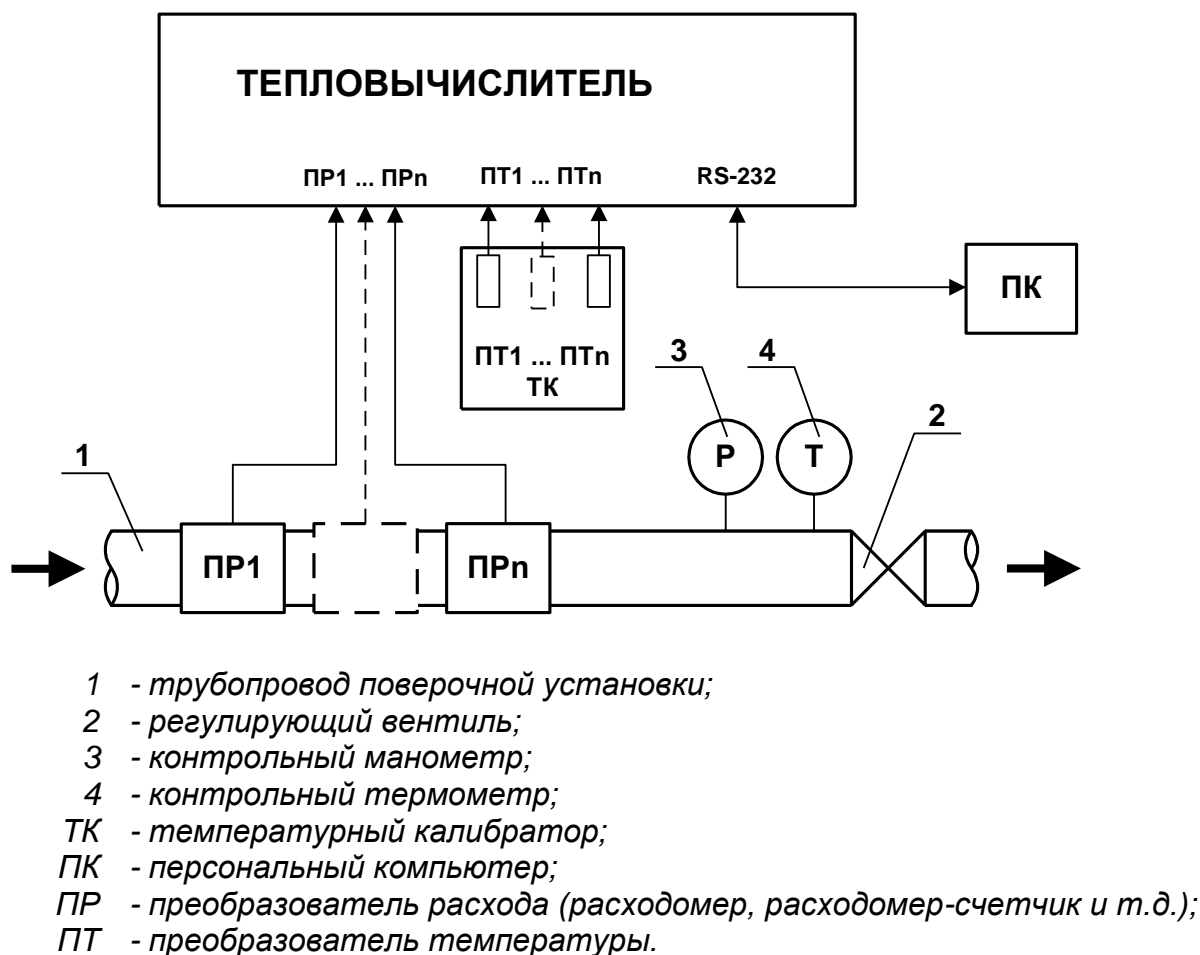 ТЕПЛОВЫЧИСЛИТЕЛЬ
ПР1 ... ПРn ПТ1 ... ПТn RS-232
ПК
ПТ1 ... ПТn
ТК
3 4
2
1
P T
ПР1 ПРn
1 - трубопровод поверочной установки;
2 - регулирующий вентиль;
3 - контрольный манометр;
4 - контрольный термометр;
ТК - температурный калибратор;
ПК - персональный компьютер;
ПР - преобразователь расхода (расходомер, расходомер-счетчик и т.д.);
ПТ - преобразователь температуры.